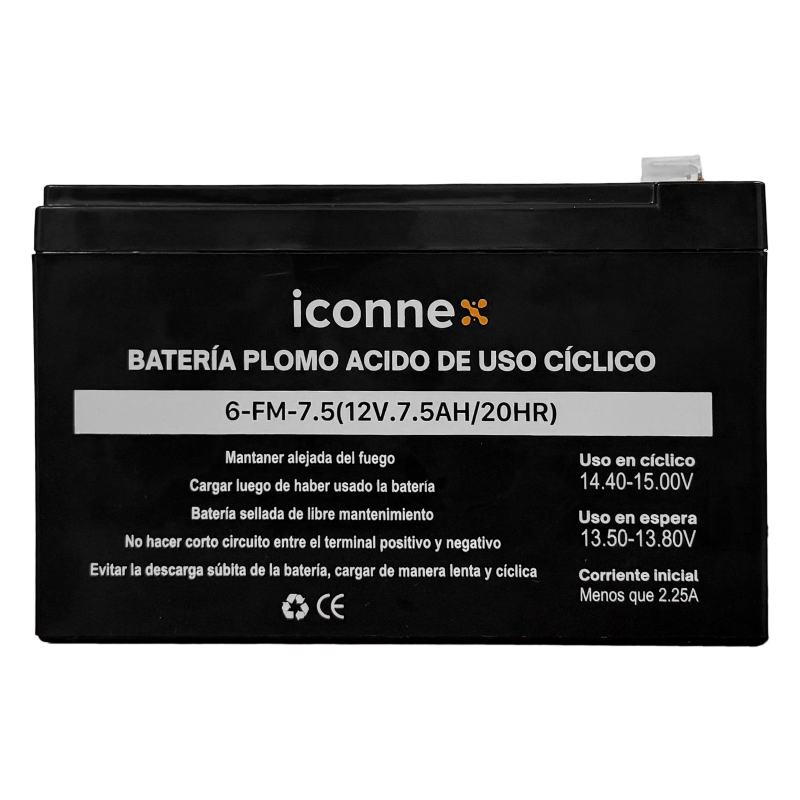 iconnex
BATERÍA PLOMO ACIDO DE USO CÍCLICO
6-FM-7.5(12V.7.5AH/20HR)
Mantaner alejada del fuego
Cargar luego de haber usado la batería
Batería sellada de libre mantenimiento
No hacer corto circuito entre el terminal positivo y negativo
Evitar la descarga súbita de la batería, cargar de manera lenta y cíclica
CE
Uso en cíclico
14.40-15.00V
Uso en espera
13.50-13.80V
Corriente inicial
Menos que 2.25A